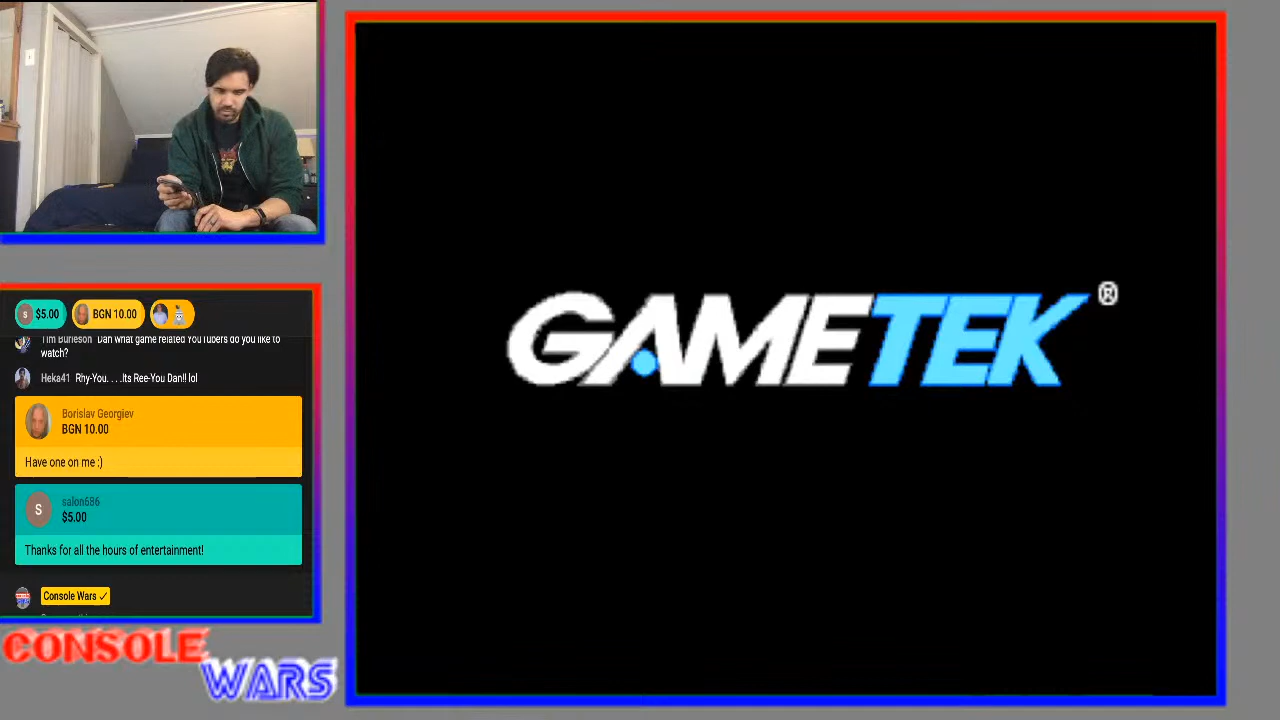 S $5.00 BGN 10.00
Tim Burleson Dan what game related YouTubers do you like to
watch?
Heka41 Rhy-You. . . .Its Ree-You Dan!! lol
Borislav Georgiev
BGN 10.00
Have one on me :)
S
salon686
$5.00
Thanks for all the hours of entertainment!
Console Wars ✓
CONSOLE
WARS
GAMETEK ®